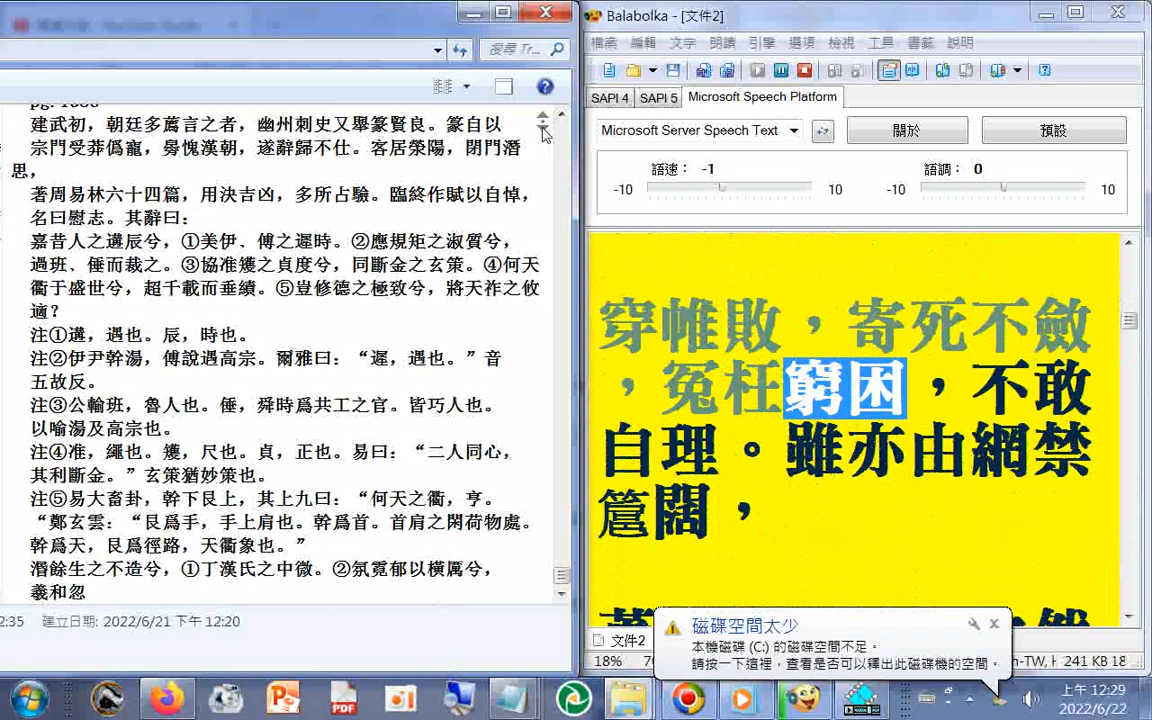 搜尋 Tr...
建武初，朝廷多薦言之者，幽州刺史又舉篆賢良。篆自以
宗門受莽僞寵，臱愧漢朝，遂辭歸不仕。客居滎陽，閉門潛
思，
著周易林六十四篇，用決吉凶，多所占驗。臨終作賦以自悼，
名曰慰志。其辭曰：
嘉昔人之遘辰兮，①美伊、傅之遻時。②應規矩之淑質兮，
過班、倕而裁之。③協准矱之貞度兮，同斷金之玄策。④何天
衢于盛世兮，超千載而垂績。⑤豈修德之極致兮，將天祚之攸
適？
注①遘，遇也。辰，時也。
注②伊尹幹湯，傅說遇高宗。爾雅曰：“遻，遇也。”音
五故反。
注③公輸班，魯人也。倕，舜時爲共工之官。皆巧人也。
以喻湯及高宗也。
注④准，繩也。矱，尺也。貞，正也。易曰：“二人同心，
其利斷金。”玄策猶妙策也。
注⑤易大畜卦，幹下艮上，其上九曰：“何天之衢，亨。
“鄭玄雲：“艮爲手，手上肩也。幹爲首。首肩之閑荷物處。
幹爲天，艮爲徑路，天衢象也。”
潛餘生之不造兮，①丁漢氏之中微。②氛霓郁以橫厲兮，
羲和忽
2:35 建立日期: 2022/6/21 下午 12:20
Balabolka - [文件2]
檔案 編輯 文字 朗讀 引擎 選項 檢視 工具 書籤 說明
SAPI 4 SAPI 5 Microsoft Speech Platform
Microsoft Server Speech Text 關於 預設
語速： -1 語調： 0
-10 10 -10 10
穿帷敗，寄死不斂
，冤枉窮困，不敢
自理。雖亦由網禁
簷闊，
文件2
18% 241 KB 18
磁碟空間太少
本機磁碟 (C:) 的磁碟空間不足。
請按一下這裡，查看是否可以釋出此磁碟機的空間。
PDF
上午 12:29
2022/6/22